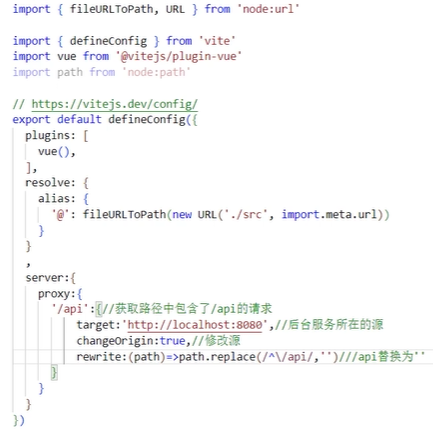 import { fileURLToPath, URL } from 'node:url'
import { defineConfig } from 'vite'
import vue from '@vitejs/plugin-vue'
import path from 'node:path'
// https://vitejs.dev/config/
export default defineConfig({
plugins: [
vue(),
],
resolve: {
alias: {
'@': fileURLToPath(new URL('./src', import.meta.url))
}
}
,
server:{
proxy:{
'/api':{//获取路径中包含了/api的请求
target:'http://localhost:8080',//后台服务所在的源
changeOrigin:true,//修改源
rewrite:(path)=>path.replace(/^\/api/,'')///api替换为''
}
}
}
})